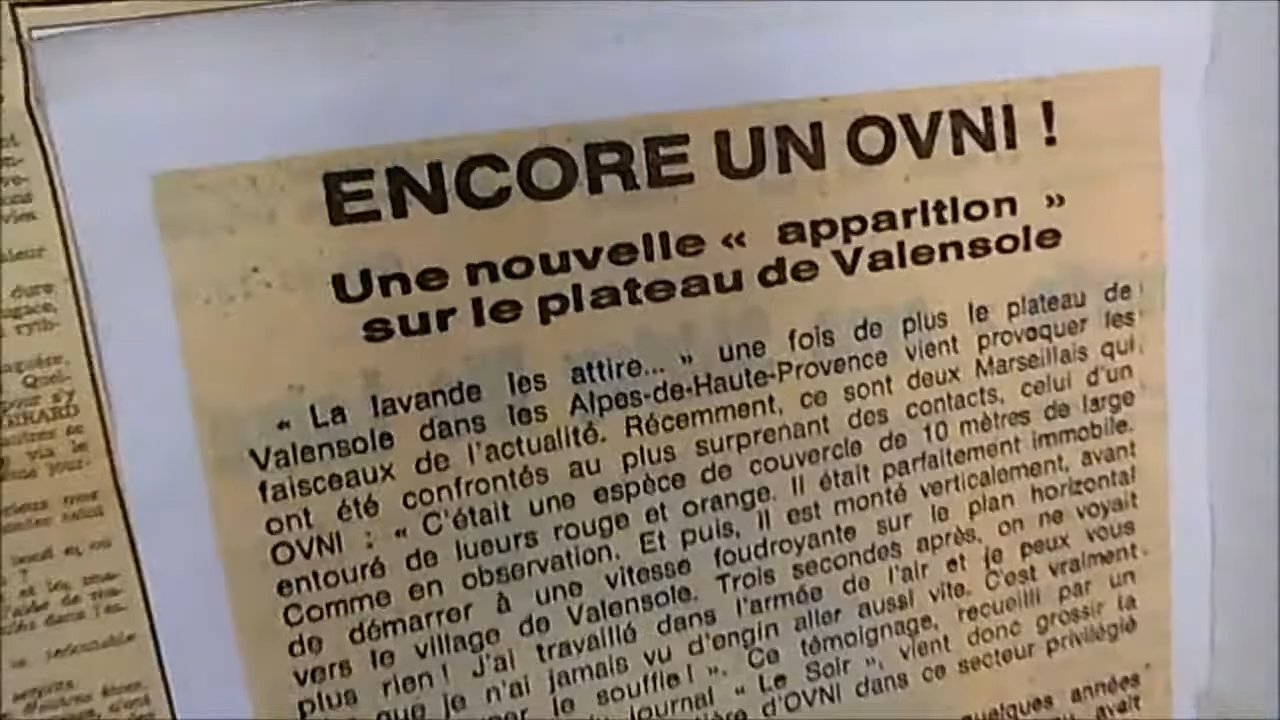 ENCORE UN OVNI !
Une nouvelle « apparition »
sur le plateau de Valensole
« La lavande les attire... » une fois de plus le plateau de
Valensole dans les Alpes-de-Haute-Provence vient provoquer les
faisceaux de l'actualité. Récemment, ce sont deux Marseillais qui
ont été confrontés au plus surprenant des contacts, celui d'un
OVNI : « C'était une espèce de couvercle de 10 mètres de large
entouré de lueurs rouge et orange. Il était parfaitement immobile.
Comme en observation. Et puis, il est monté verticalement, avant
de démarrer à une vitesse foudroyante sur le plan horizontal
vers le village de Valensole. Trois secondes après, on ne voyait
plus rien ! J'ai travaillé dans l'armée de l'air et je peux vous
que je n'ai jamais vu d'engin aller aussi vite. C'est vraiment
le souffle ! ». Ce témoignage, recueilli par un
journal « Le Soir », vient donc grossir la
d'OVNI dans ce secteur privilégié
quelques années
avait